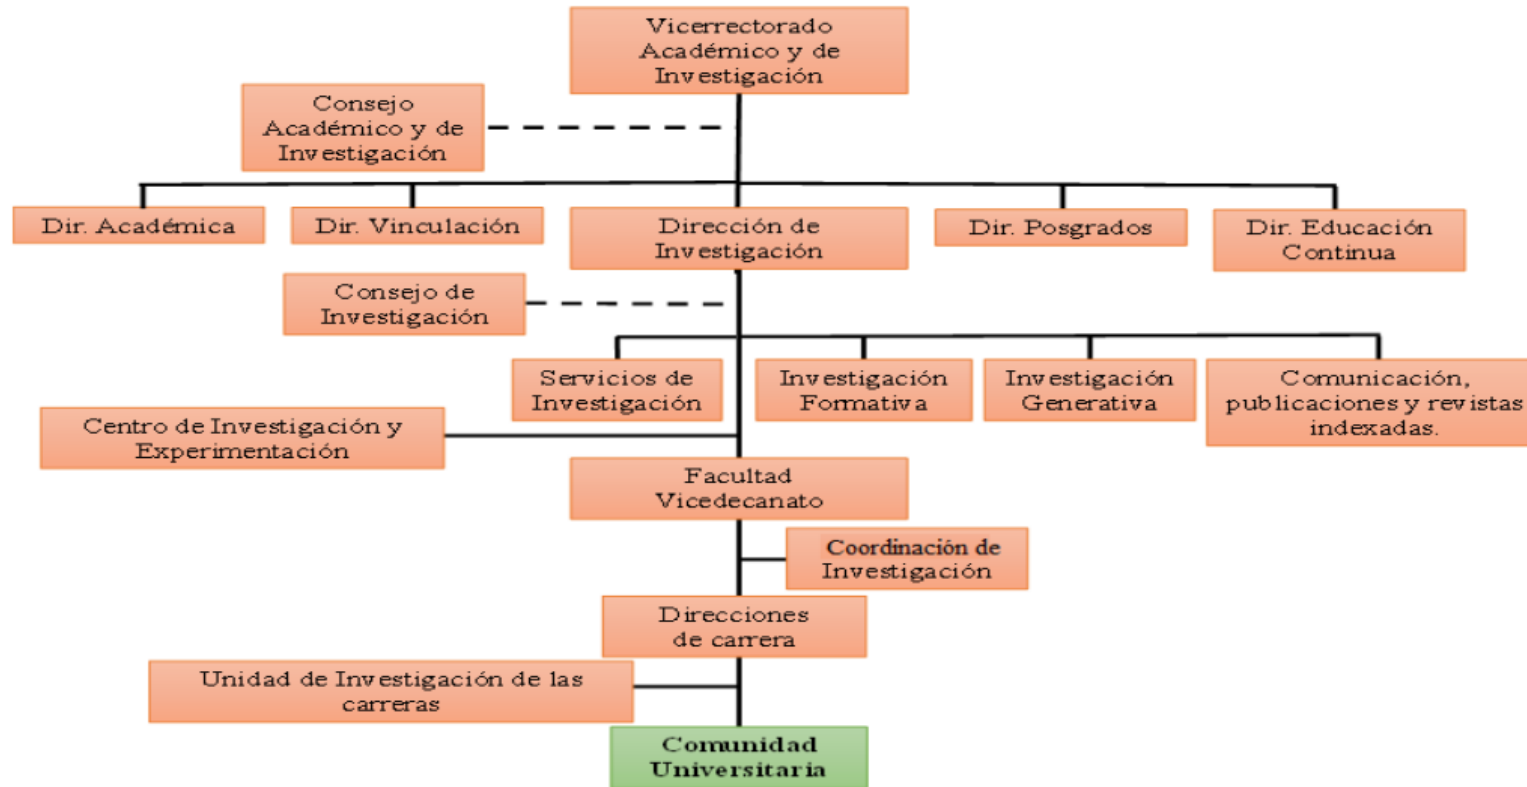 Vicerrectorado
Académico y de
Investigación
Consejo
Académico y de
Investigación
Dir. Académica
Dir. Vinculación
Dirección de
Investigación
Dir. Posgrados
Dir. Educación
Continua
Consejo de
Investigación
Servicios de
Investigación
Investigación
Formativa
Investigación
Generativa
Comunicación,
publicaciones y revistas
indexadas.
Centro de Investigación y
Experimentación
Facultad
Vicedecanato
Coordinación de
Investigación
Direcciones
de carrera
Unidad de Investigación de las
carreras
Comunidad
Universitaria